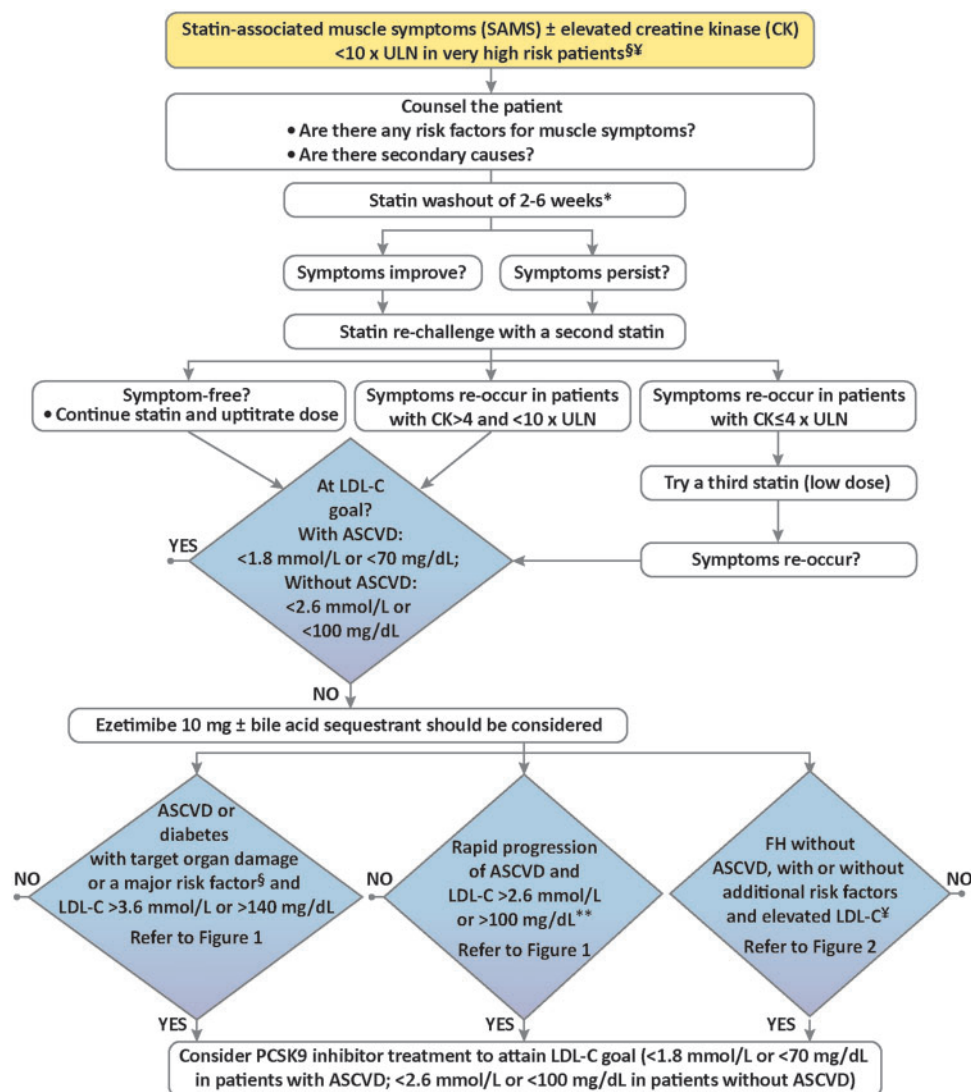 Statin-associated muscle symptoms (SAMS) ± elevated creatine kinase (CK)
<10 x ULN in very high risk patients§¥
Counsel the patient
• Are there any risk factors for muscle symptoms?
• Are there secondary causes?
Statin washout of 2-6 weeks*
Symptoms improve?
Symptoms persist?
Statin re-challenge with a second statin
Symptom-free?
• Continue statin and uptitrate dose
Symptoms re-occur in patients
with CK>4 and <10 x ULN
Symptoms re-occur in patients
with CK≤4 x ULN
Try a third statin (low dose)
Symptoms re-occur?
At LDL-C
goal?
With ASCVD:
<1.8 mmol/L or <70 mg/dL;
Without ASCVD:
<2.6 mmol/L or
<100 mg/dL
YES
NO
Ezetimibe 10 mg ± bile acid sequestrant should be considered
ASCVD or
diabetes
with target organ damage
or a major risk factor§ and
LDL-C >3.6 mmol/L or >140 mg/dL
Refer to Figure 1
NO
YES
Rapid progression
of ASCVD and
LDL-C >2.6 mmol/L
or >100 mg/dL**
Refer to Figure 1
NO
YES
FH without
ASCVD, with or without
additional risk factors
and elevated LDL-C¥
Refer to Figure 2
NO
YES
Consider PCSK9 inhibitor treatment to attain LDL-C goal (<1.8 mmol/L or <70 mg/dL
in patients with ASCVD; <2.6 mmol/L or <100 mg/dL in patients without ASCVD)